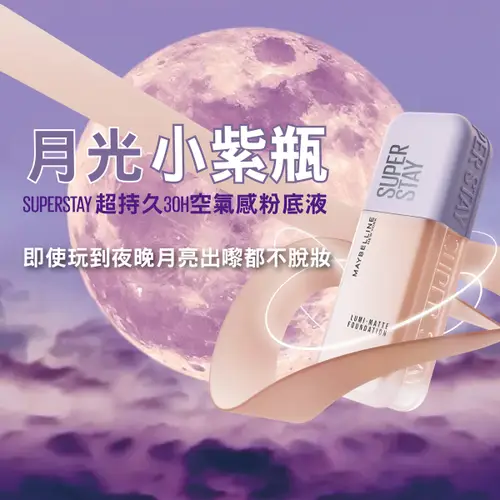 月光小紫瓶
SUPERSTAY 超持久30H空氣感粉底液
即使玩到夜晚月亮出嚟都不脫妝
SUPER
STAY
MAYBELLINE
LUMI-MATTE
FOUNDATION